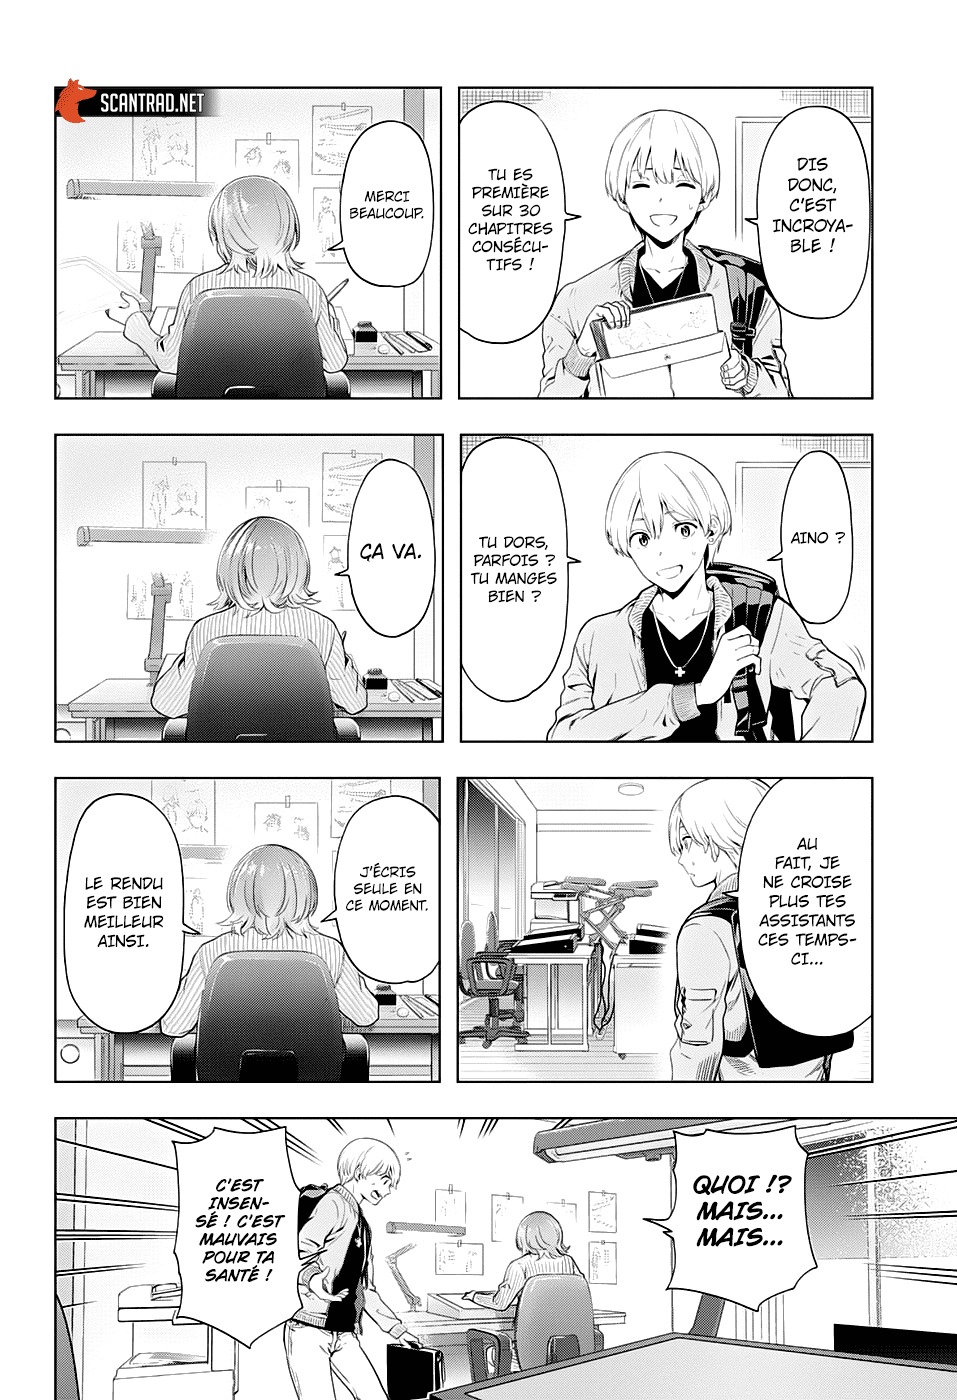 SCANTRAD.NET
DIS
DONC,
C'EST
INCROYA-
BLE !
TU ES
PREMIÈRE
SUR 30
CHAPITRES
CONSÉCU-
TIFS !
MERCI
BEAUCOUP.
AINO ?
TU DORS,
PARFOIS ?
TU MANGES
BIEN ?
ÇA VA.
AU
FAIT, JE
NE CROISE
PLUS TES
ASSISTANTS
CES TEMPS-
CI...
J'ÉCRIS
SEULE EN
CE MOMENT.
LE RENDU
EST BIEN
MEILLEUR
AINSI.
QUOI !?
MAIS...
MAIS...
C'EST
INSEN-
SÉ ! C'EST
MAUVAIS
POUR TA
SANTÉ !